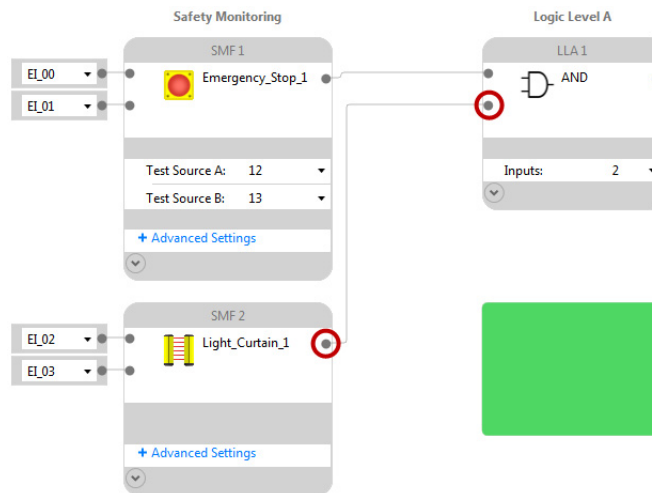 Safety Monitoring
Logic Level A
SMF 1
LLA 1
EI_00
Emergency_Stop_1
AND
EI_01
Test Source A: 12
Inputs: 2
Test Source B: 13
+ Advanced Settings
SMF 2
EI_02
Light_Curtain_1
EI_03
+ Advanced Settings